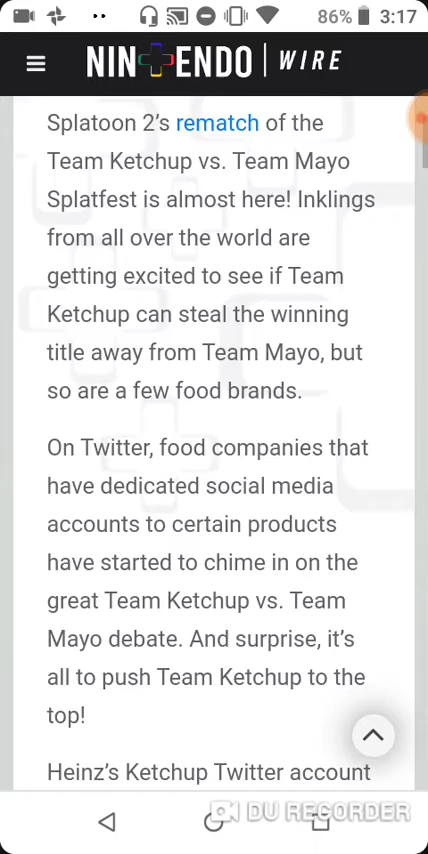 86% 3:17
NINTENDO | WIRE
Splatoon 2’s rematch of the
Team Ketchup vs. Team Mayo
Splatfest is almost here! Inklings
from all over the world are
getting excited to see if Team
Ketchup can steal the winning
title away from Team Mayo, but
so are a few food brands.
On Twitter, food companies that
have dedicated social media
accounts to certain products
have started to chime in on the
great Team Ketchup vs. Team
Mayo debate. And surprise, it’s
all to push Team Ketchup to the
top!
Heinz’s Ketchup Twitter account
DU RECORDER